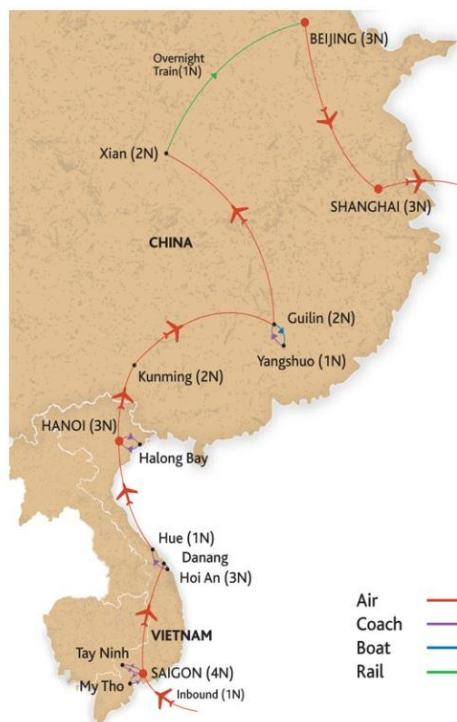 BEIJING (3N)
Overnight
Train(1N)
Xian (2N)
SHANGHAI (3N)
CHINA
Guilin (2N)
Yangshuo (1N)
Kunming (2N)
HANOI (3N)
Halong Bay
Hue (1N)
Danang
Hoi An (3N)
VIETNAM
Tay Ninh
SAIGON (4N)
My Tho
Inbound (1N)
Air
Coach
Boat
Rail